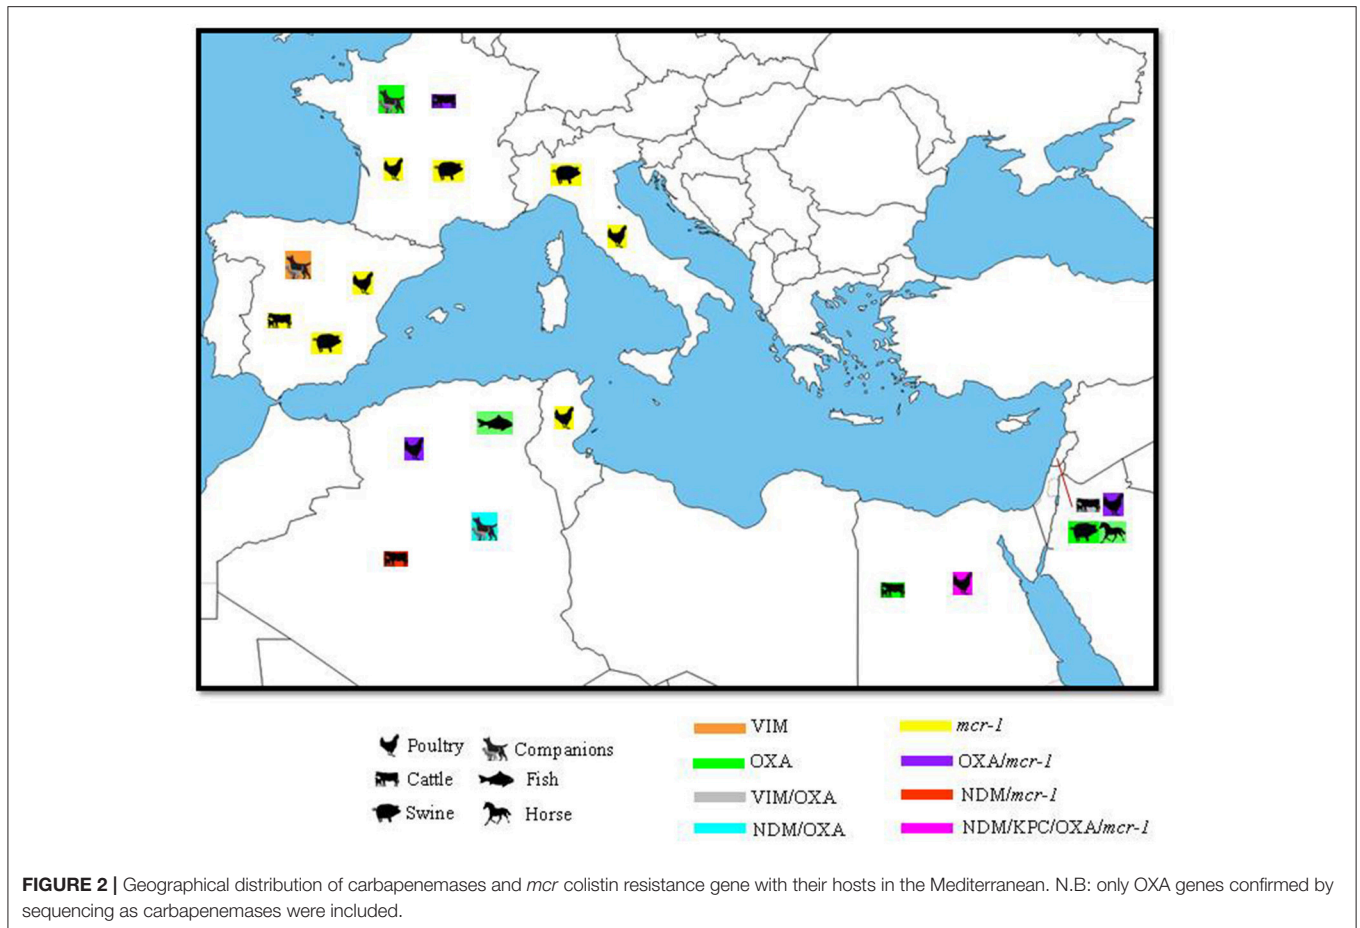 Poultry Companions
Cattle Fish
Swine Horse
VIM
OXA
VIM/OXA
NDM/OXA
mcr-1
OXA/mcr-1
NDM/mcr-1
NDM/KPC/OXA/mcr-1
FIGURE 2 | Geographical distribution of carbapenemases and mcr colistin resistance gene with their hosts in the Mediterranean. N.B: only OXA genes confirmed by
sequencing as carbapenemases were included.